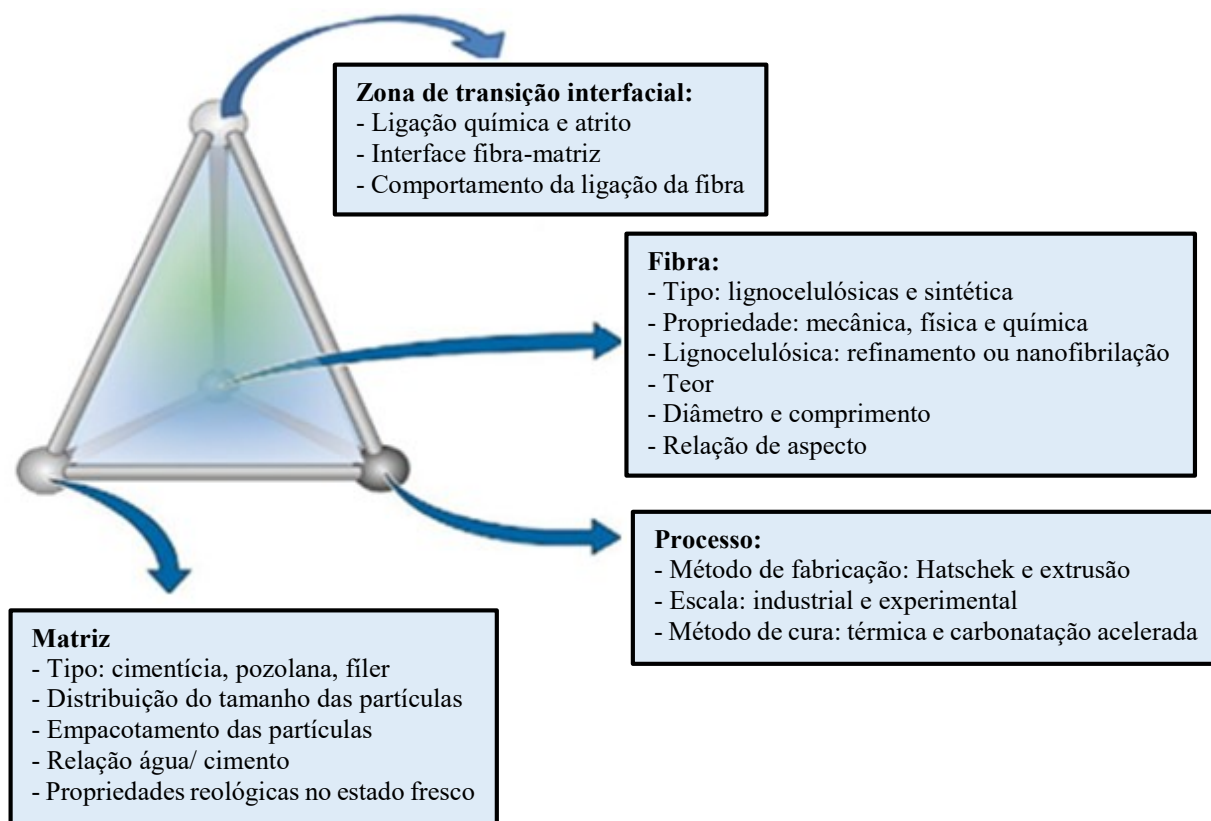 Zona de transição interfacial:
- Ligação química e atrito
- Interface fibra-matriz
- Comportamento da ligação da fibra
Fibra:
- Tipo: lignocelulósicas e sintética
- Propriedade: mecânica, física e química
- Lignocelulósica: refinamento ou nanofibrilação
- Teor
- Diâmetro e comprimento
- Relação de aspecto
Processo:
- Método de fabricação: Hatschek e extrusão
- Escala: industrial e experimental
- Método de cura: térmica e carbonatação acelerada
Matriz
- Tipo: cimentícia, pozolana, fíler
- Distribuição do tamanho das partículas
- Empacotamento das partículas
- Relação água/ cimento
- Propriedades reológicas no estado fresco